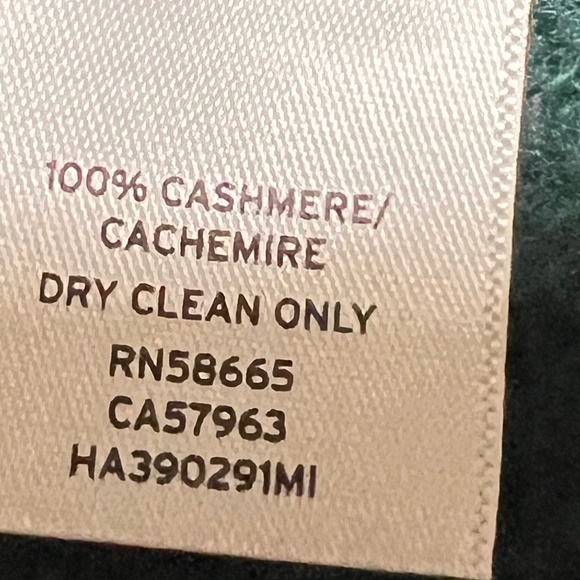 100% CASHMERE/
CACHEMIRE
DRY CLEAN ONLY
RN58665
CA57963
HA390291MI